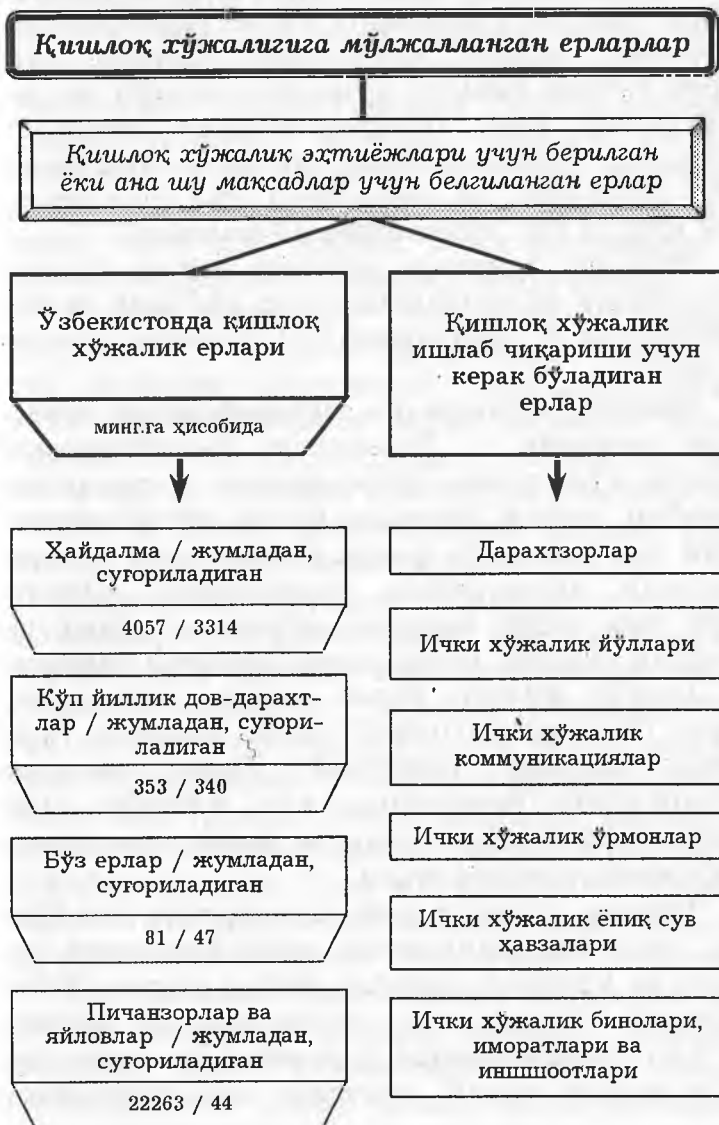 Қишлоқ хўжалигига мўлжалланган ерларлар
Қишлоқ хўжалик эҳтиёжлари учун берилган
ёки ана шу мақсадлар учун белгиланган ерлар
Ўзбекистонда қишлоқ
хўжалик ерлари
минг.га ҳисобида
Ҳайдалма / жумладан,
суғориладиган
4057 / 3314
Кўп йиллик дов-дарахт-
лар / жумладан, суғори-
ладиган
353 / 340
Бўз ерлар / жумладан,
суғориладиган
81 / 47
Пичанзорлар ва
яйловлар / жумладан,
суғориладиган
22263 / 44
Қишлоқ хўжалик
ишлаб чиқариши учун
керак бўладиган
ерлар
Дарахтзорлар
Ички хўжалик йўллари
Ички хўжалик
коммуникациялар
Ички хўжалик ўрмонлар
Ички хўжалик ёпиқ сув
ҳавзалари
Ички хўжалик бинолари,
иморатлари ва
иншшоотлари